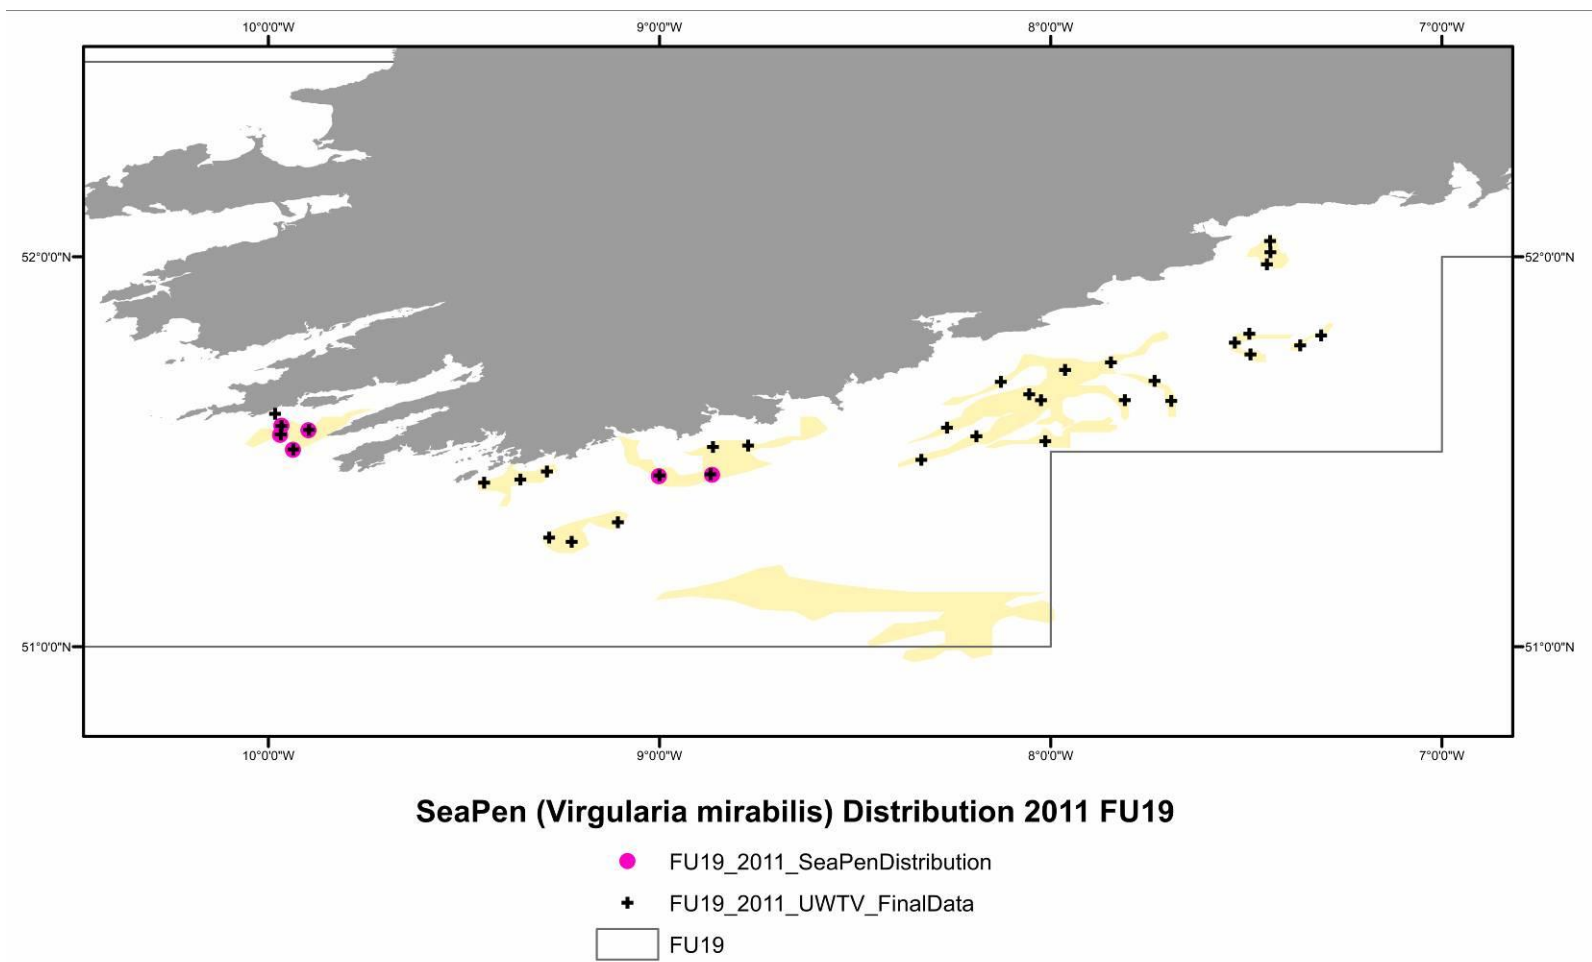 10°0'0"W 9°0'0"W 8°0'0"W 7°0'0"W
52°0'0"N 52°0'0"N
51°0'0"N 51°0'0"N
10°0'0"W 9°0'0"W 8°0'0"W 7°0'0"W
SeaPen (Virgularia mirabilis) Distribution 2011 FU19
FU19_2011_SeaPenDistribution
FU19_2011_UWTV_FinalData
FU19